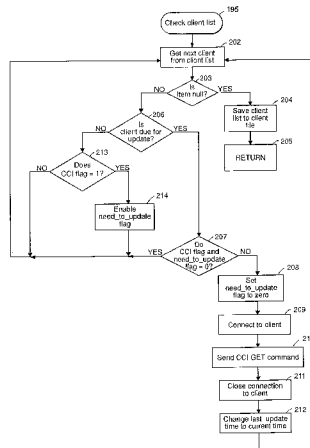 195
Check client list
202
Get next client
from client list
203
Is
item null?
NO
YES
206
Is
client due for
update?
204
Save client
list to client
file
NO
YES
205
RETURN
213
Does
CCI flag = 1?
NO
YES
214
Enable
need_to_update
flag
207
Do
CCI flag and
need_to_update
flag = 0?
YES
NO
208
Set
need_to_update
flag to zero
209
Connect to client
21
Send CCI GET command
211
Close connection
to client
212
Change last_update
time to current time